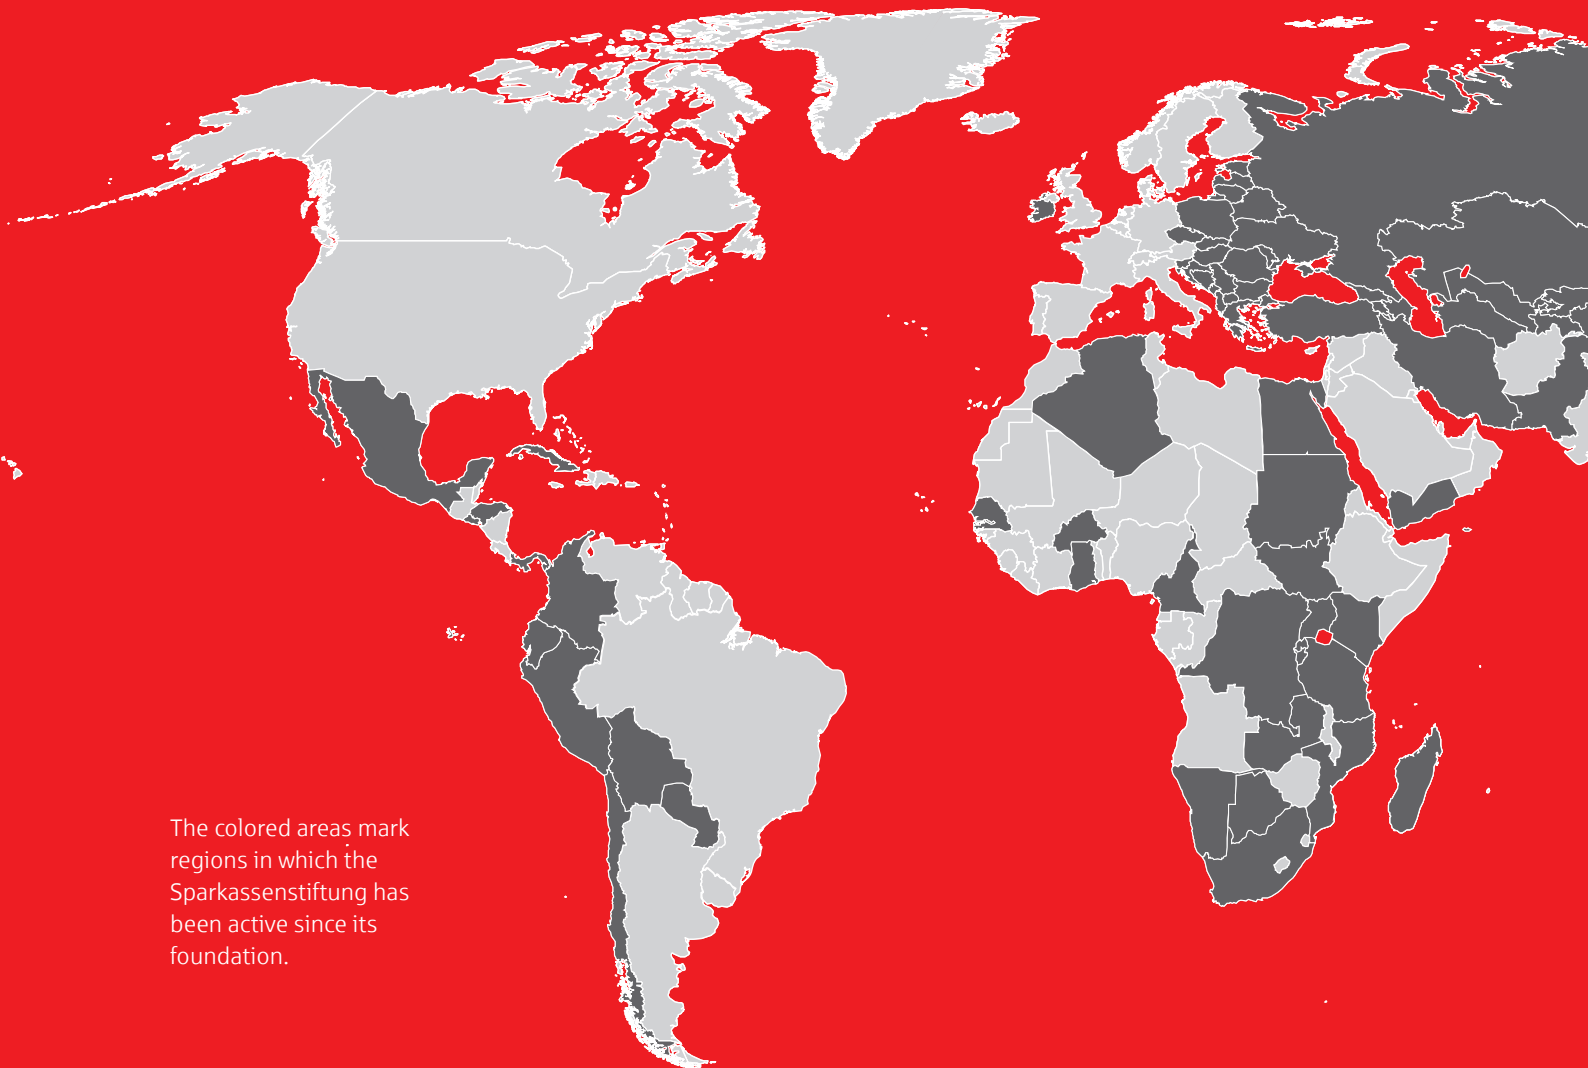 The colored areas mark
regions in which the
Sparkassenstiftung has
been active since its
foundation.